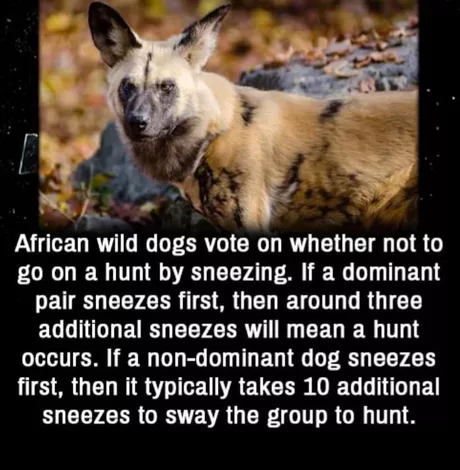 African wild dogs vote on whether not to
go on a hunt by sneezing. If a dominant
pair sneezes first, then around three
additional sneezes will mean a hunt
occurs. If a non-dominant dog sneezes
first, then it typically takes 10 additional
sneezes to sway the group to hunt.